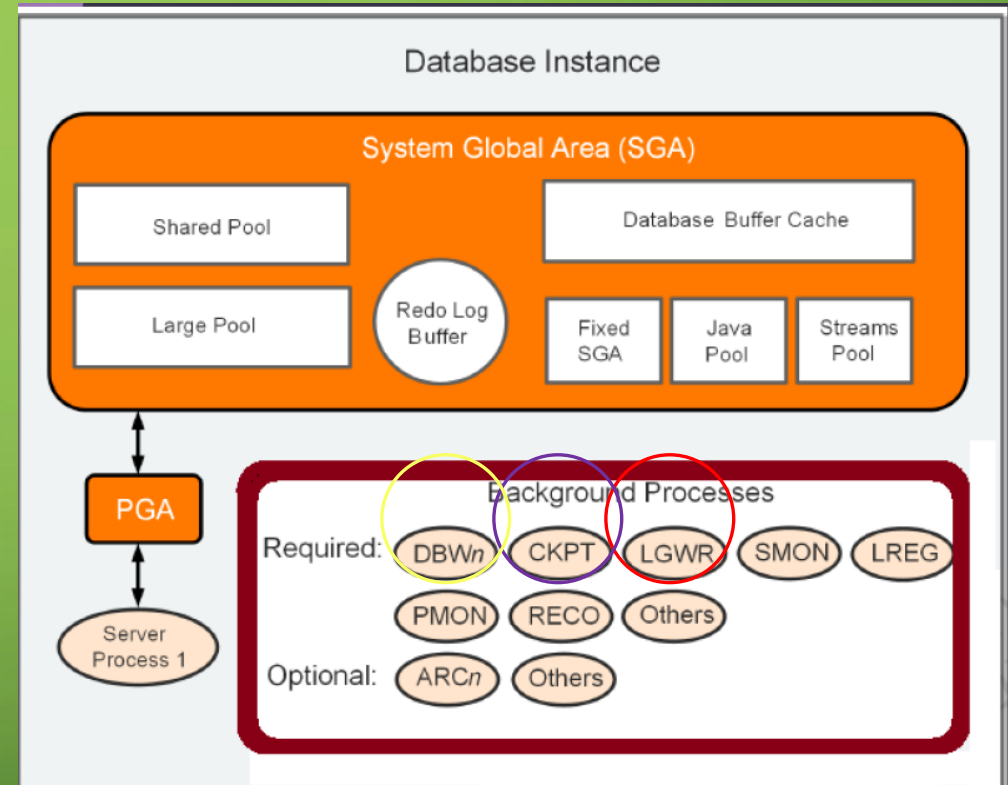 Database Instance
System Global Area (SGA)
Shared Pool
Database Buffer Cache
Large Pool
Redo Log
Buffer
Fixed
SGA
Java
Pool
Streams
Pool
PGA
Server
Process 1
Background Processes
Required: DBWn CKPT LGWR SMON LREG
PMON RECO Others
Optional: ARCn Others